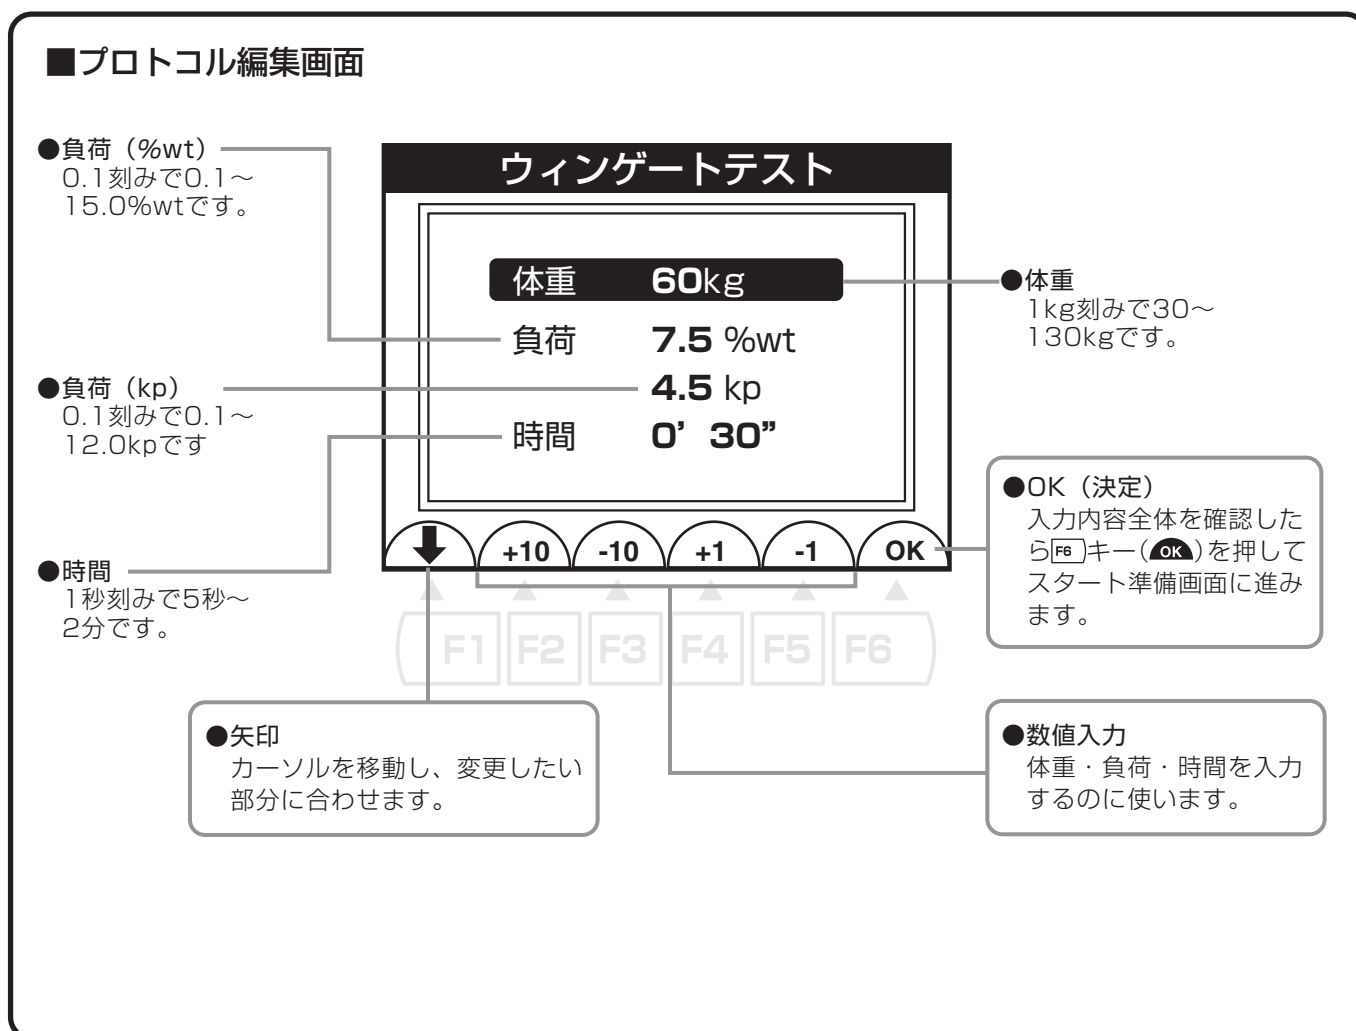 ■プロトコル編集画面
●負荷（%wt）
0.1刻みで0.1～
15.0%wtです。
●負荷（kp）
0.1刻みで0.1～
12.0kpです
●時間
1秒刻みで5秒～
2分です。
ウィンゲートテスト
体重 60kg
負荷 7.5 %wt
4.5 kp
時間 0’ 30”
+10 -10 +1 -1 OK
F1 F2 F3 F4 F5 F6
●体重
1kg刻みで30～
130kgです。
●OK（決定）
入力内容全体を確認した
らF6キー(OK)を押して
スタート準備画面に進み
ます。
●矢印
カーソルを移動し、変更したい
部分に合わせます。
●数値入力
体重・負荷・時間を入力
するのに使います。